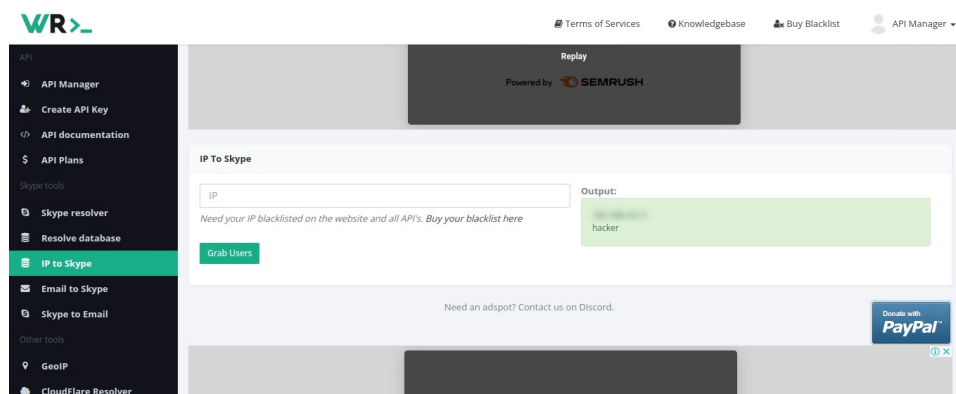 WR>_
Terms of Services
Knowledgebase
Buy Blacklist
API Manager
API
API Manager
Create API Key
API documentation
$ API Plans
Skype tools
Skype resolver
Resolve database
IP to Skype
Email to Skype
Skype to Email
Other tools
GeoIP
CloudFlare Resolver
Replay
Powered by SEMRUSH
IP To Skype
IP
Need your IP blacklisted on the website and all API's. Buy your blacklist here
Grab Users
Output:
hacker
Need an adspot? Contact us on Discord.
Donate with
PayPal™